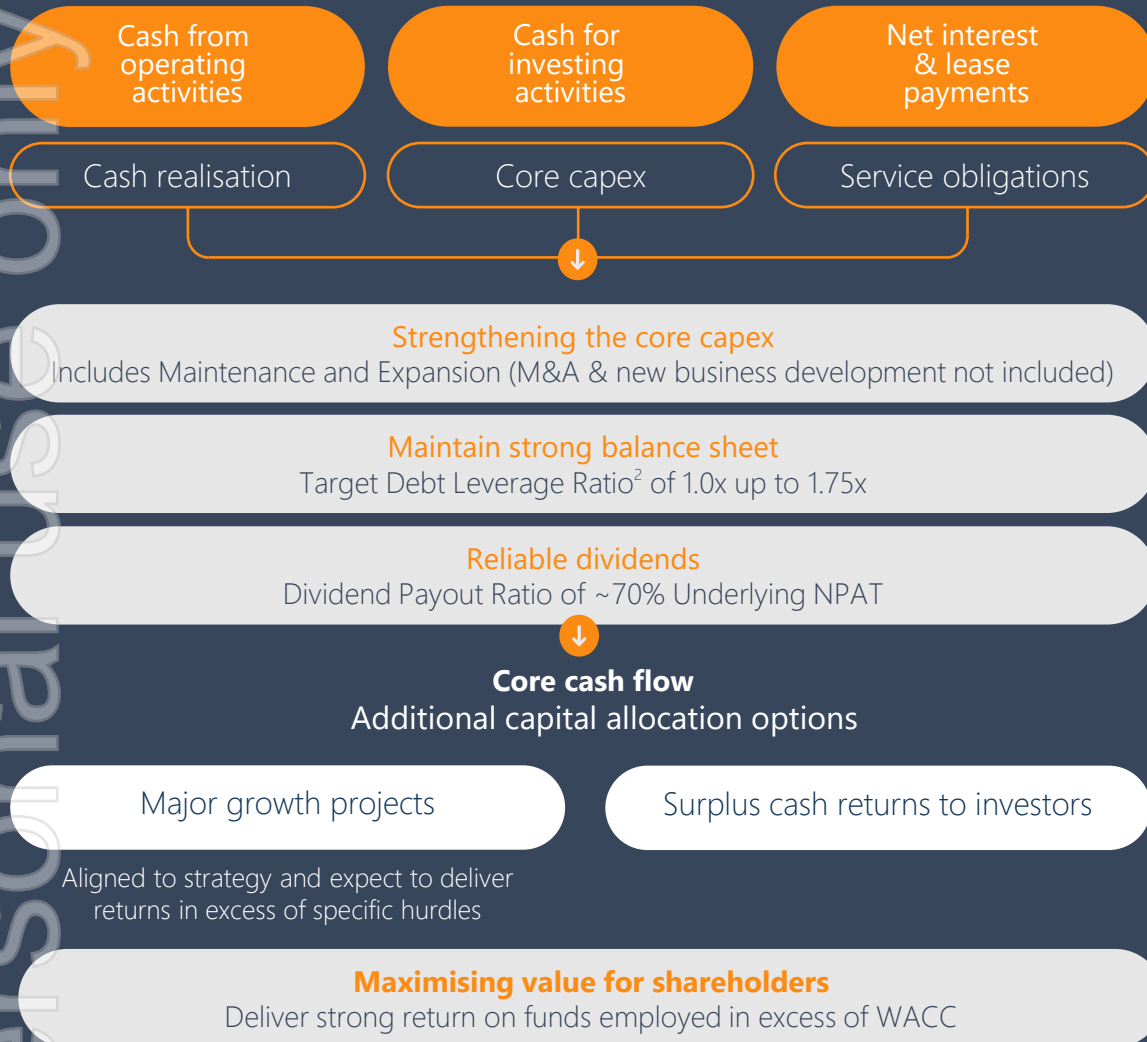 Cash from
operating
activities
Cash for
investing
activities
Net interest
& lease
payments
Cash realisation
Core capex
Service obligations
Strengthening the core capex
Includes Maintenance and Expansion (M&A & new business development not included)
Maintain strong balance sheet
Target Debt Leverage Ratio² of 1.0x up to 1.75x
Reliable dividends
Dividend Payout Ratio of ~70% Underlying NPAT
Core cash flow
Additional capital allocation options
Major growth projects
Surplus cash returns to investors
Aligned to strategy and expect to deliver
returns in excess of specific hurdles
Maximising value for shareholders
Deliver strong return on funds employed in excess of WACC
ersonal use only